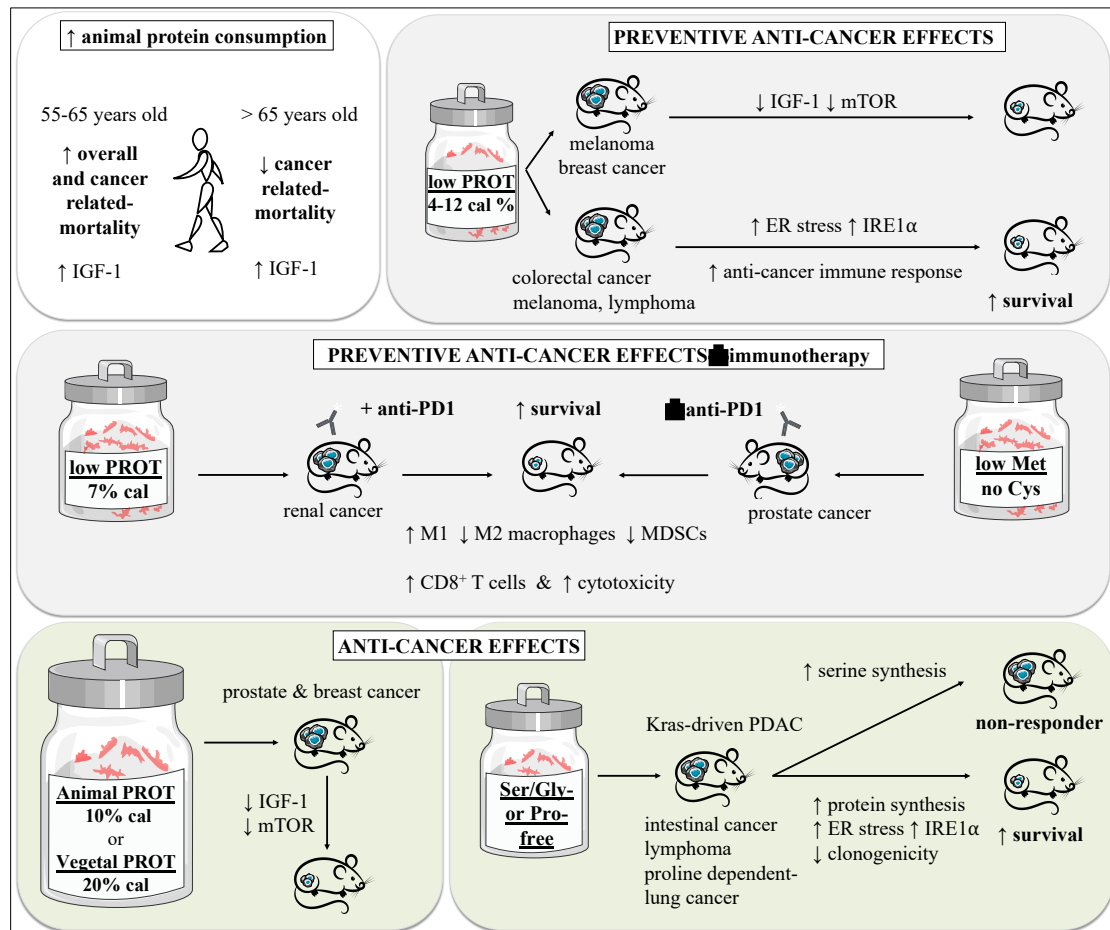 ↑ animal protein consumption
55-65 years old
↑ overall
and cancer
related-
mortality
↑ IGF-1
> 65 years old
↓ cancer
related-
mortality
↑ IGF-1
PREVENTIVE ANTI-CANCER EFFECTS
low PROT
4-12 cal %
melanoma
breast cancer
↓ IGF-1 ↓ mTOR
colorectal cancer
melanoma, lymphoma
↑ ER stress ↑ IRE1α
↑ anti-cancer immune response
↑ survival
PREVENTIVE ANTI-CANCER EFFECTS immunotherapy
low PROT
7% cal
+ anti-PD1
renal cancer
↑ survival
anti-PD1
prostate cancer
low Met
no Cys
↑ M1 ↓ M2 macrophages ↓ MDSCs
↑ CD8⁺ T cells & ↑ cytotoxicity
ANTI-CANCER EFFECTS
Animal PROT
10% cal
or
Vegetal PROT
20% cal
prostate & breast cancer
↓ IGF-1
↓ mTOR
Ser/Gly-
or Pro-
free
Kras-driven PDAC
intestinal cancer
lymphoma
proline dependent-
lung cancer
↑ serine synthesis
non-responder
↑ protein synthesis
↑ ER stress ↑ IRE1α
↓ clonogenicity
↑ survival